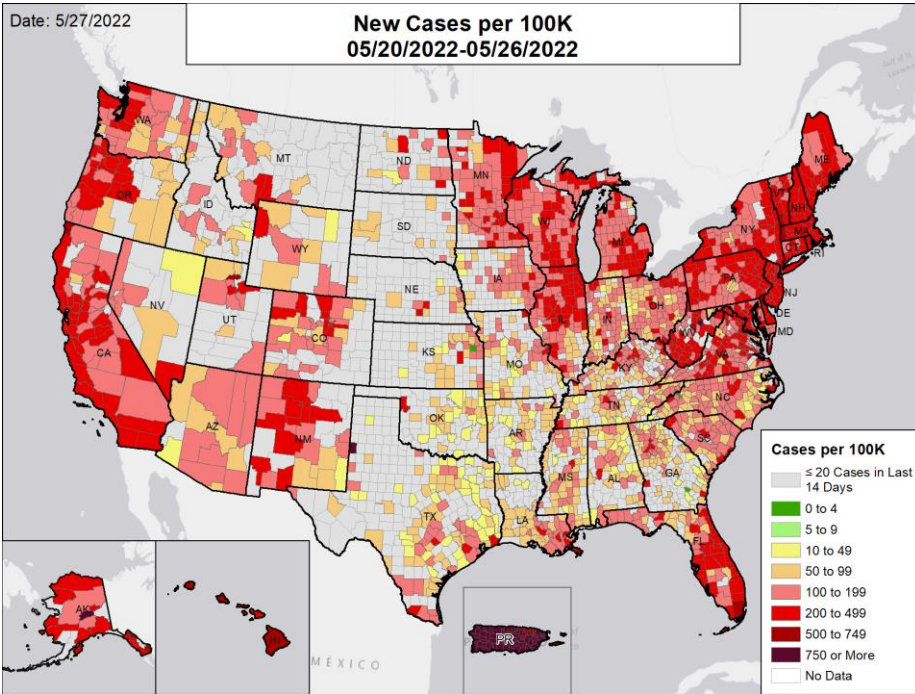 Date: 5/27/2022
New Cases per 100K
05/20/2022-05/26/2022
WA
MT
ND
MN
ME
OR
ID
WY
SD
WI
MI
NY
VT
NH
MA
CT
RI
NV
UT
CO
NE
IA
IL
IN
OH
PA
NJ
DE
MD
CA
KS
MO
KY
WV
VA
AZ
NM
OK
AR
TN
NC
SC
TX
LA
MS
AL
GA
FL
AK
HI
PR
MÉXICO
Cases per 100K
≤ 20 Cases in Last
14 Days
0 to 4
5 to 9
10 to 49
50 to 99
100 to 199
200 to 499
500 to 749
750 or More
No Data